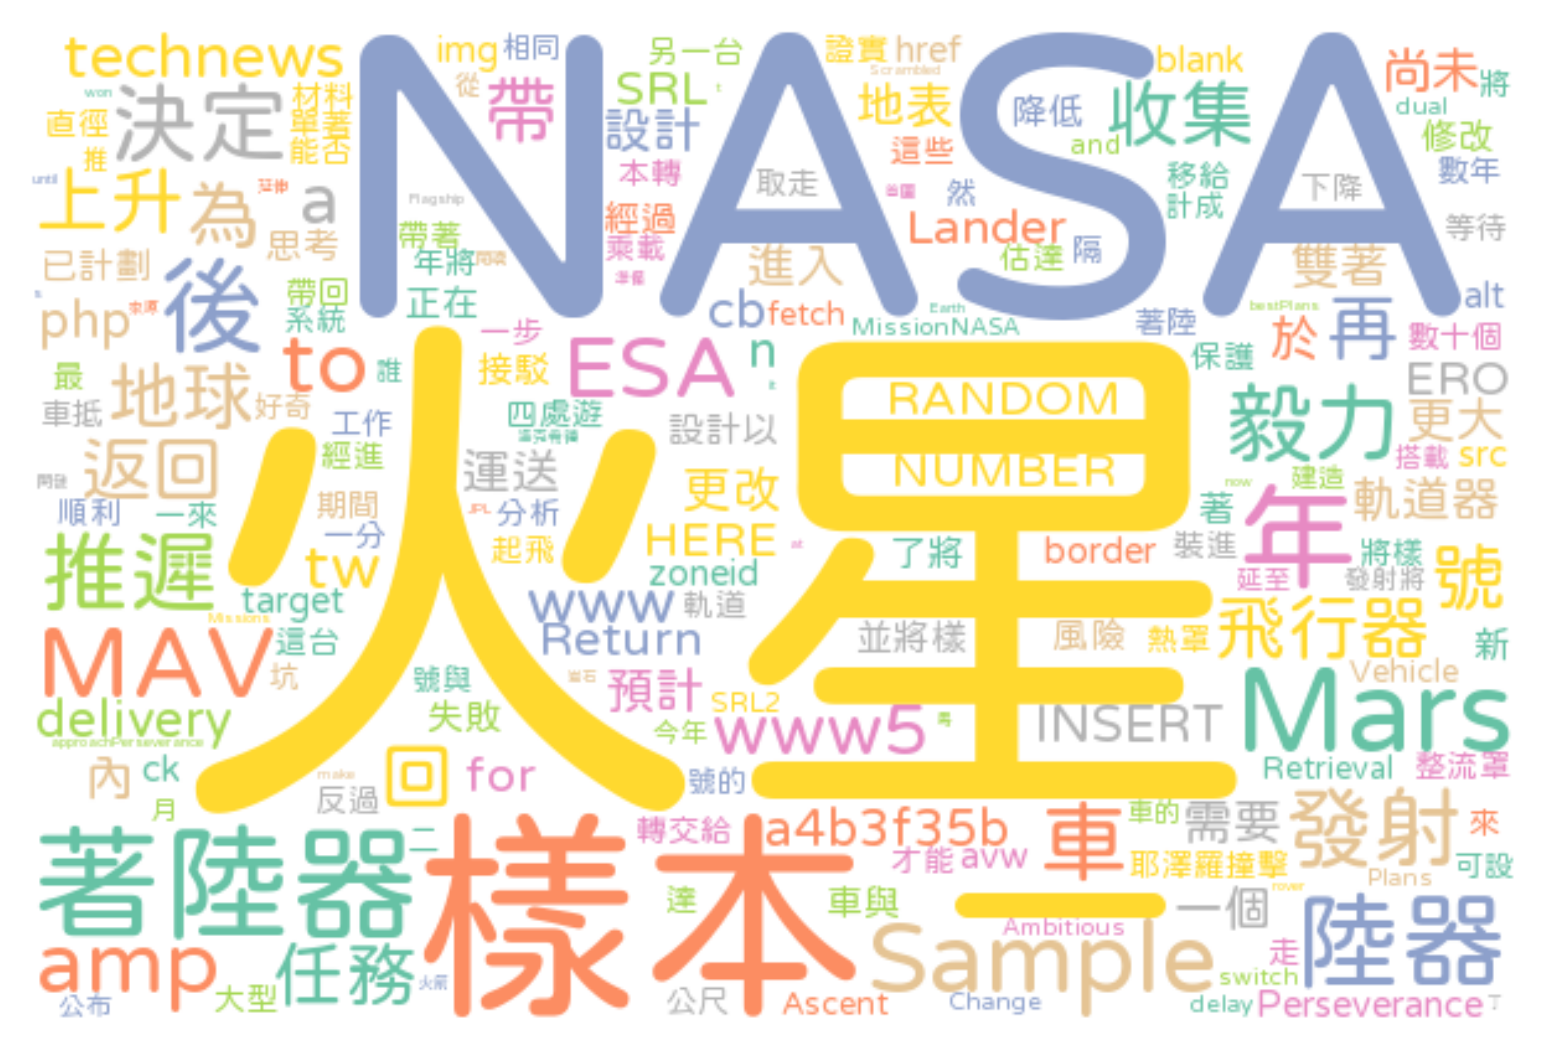 NASA
火星
technews
img
相同
另一台
證實
href
blank
尚未
將
Scrambled
從
won
材料
決定
帶
SRL
t
設計
地表
降低
收集
dual
修改
直徑
單著
推
能否
這些
and
until
上升
為
a
本轉
取走
然
移給
計成
下降
數年
Flagship
經過
Lander
等待
思考
帶著
乘載
進入
估達
隔
雙著
已計劃
後
年將
帶回
系統
正在
cb
fetch
Earth
MissionNASA
著陸
bestPlans
再
alt
php
to
誰
一步
接駁
ESA
n
it
保護
於
數十個
最
地球
RANDOM
ERO
車抵
好奇
工作
四處遊
設計以
毅力
更大
返回
經進
運送
更改
NUMBER
搭載
src
建造
now
順利
一來
期間
一分
JPL
分析
著
年
軌道器
推遲
tw
起飛
HERE
at
了將
border
裝進
將樣
號
target
zoneid
延至
發射將
Missions
www
軌道
Return
並將樣
風險
熱罩
飛行器
新
MAV
這台
坑
號與
岩石
預計
SRL2
Vehicle
delivery
失敗
今年
www5
INSERT
Mars
approachPerseverance
內
ck
make
回
for
號的
Retrieval
整流罩
月
反過
著陸器
二
樣本
轉交給
a4b3f35b
車
車的
需要
發射
來
才能
avw
耶澤羅撞擊
Plans
可設
達
車與
一
一個
rover
陸器
amp
任務
火箭
Sample
Ambitious
走
switch
公布
大型
公尺
Ascent
Change
delay
Perseverance